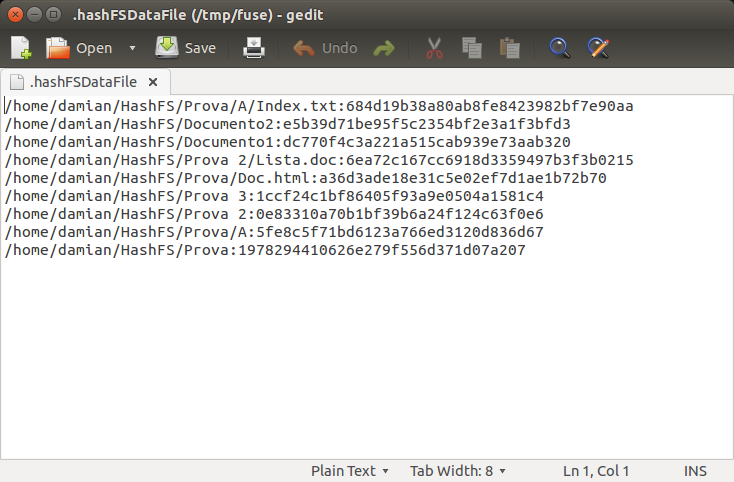 .hashFSDataFile (/tmp/fuse) - gedit
Open Save Undo
.hashFSDataFile
/home/damian/HashFS/Prova/A/Index.txt:684d19b38a80ab8fe8423982bf7e90aa
/home/damian/HashFS/Documento2:e5b39d71be95f5c2354bf2e3a1f3bfd3
/home/damian/HashFS/Documento1:dc770f4c3a221a515cab939e73aab320
/home/damian/HashFS/Prova 2/Lista.doc:6ea72c167cc6918d3359497b3f3b0215
/home/damian/HashFS/Prova/Doc.html:a36d3ade18e31c5e02ef7d1ae1b72b70
/home/damian/HashFS/Prova 3:1ccf24c1bf86405f93a9e0504a1581c4
/home/damian/HashFS/Prova 2:0e83310a70b1bf39b6a24f124c63f0e6
/home/damian/HashFS/Prova/A:5fe8c5f71bd6123a766ed3120d836d67
/home/damian/HashFS/Prova:1978294410626e279f556d371d07a207
Plain Text Tab Width: 8 Ln 1, Col 1 INS